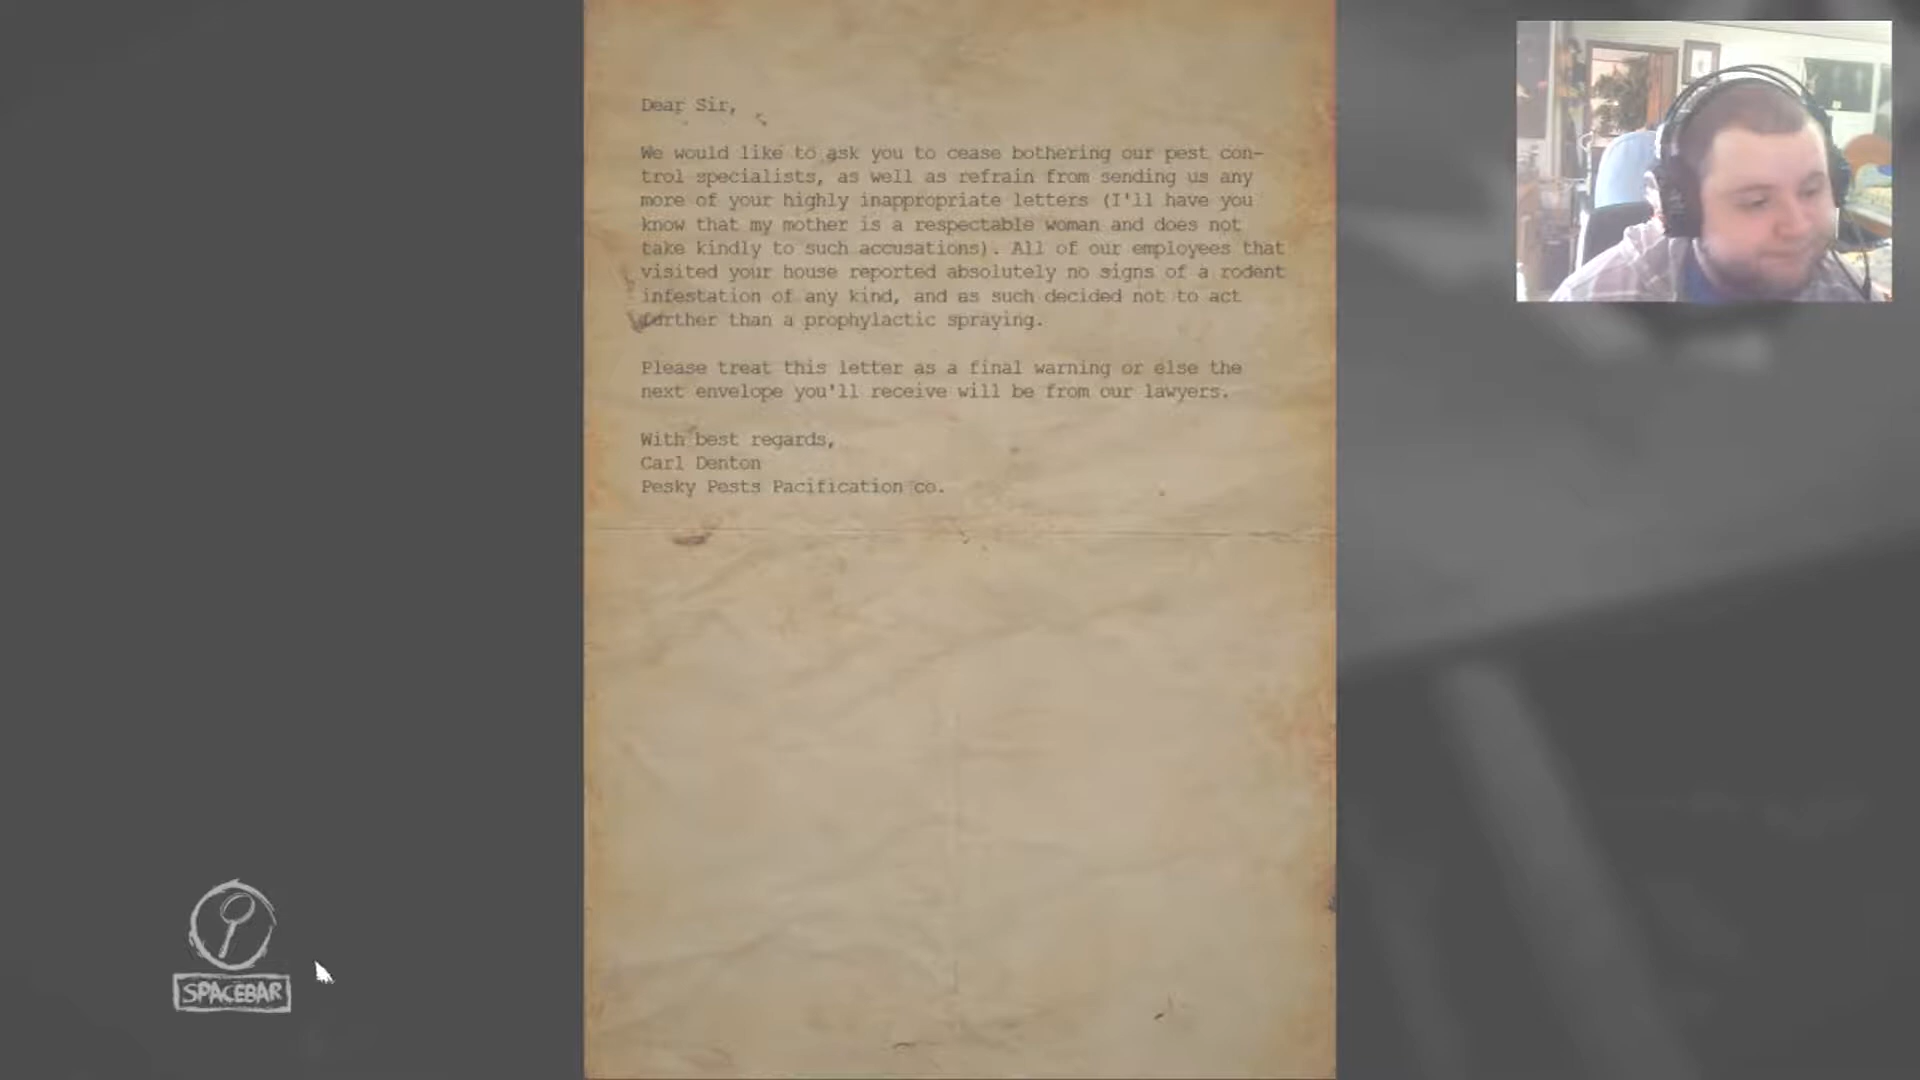 Dear Sir,
We would like to ask you to cease bothering our pest con-
trol specialists, as well as refrain from sending us any
more of your highly inappropriate letters (I'll have you
know that my mother is a respectable woman and does not
take kindly to such accusations). All of our employees that
visited your house reported absolutely no signs of a rodent
infestation of any kind, and as such decided not to act
further than a prophylactic spraying.
Please treat this letter as a final warning or else the
next envelope you'll receive will be from our lawyers.
With best regards,
Carl Denton
Pesky Pests Pacification co.
SPACEBAR